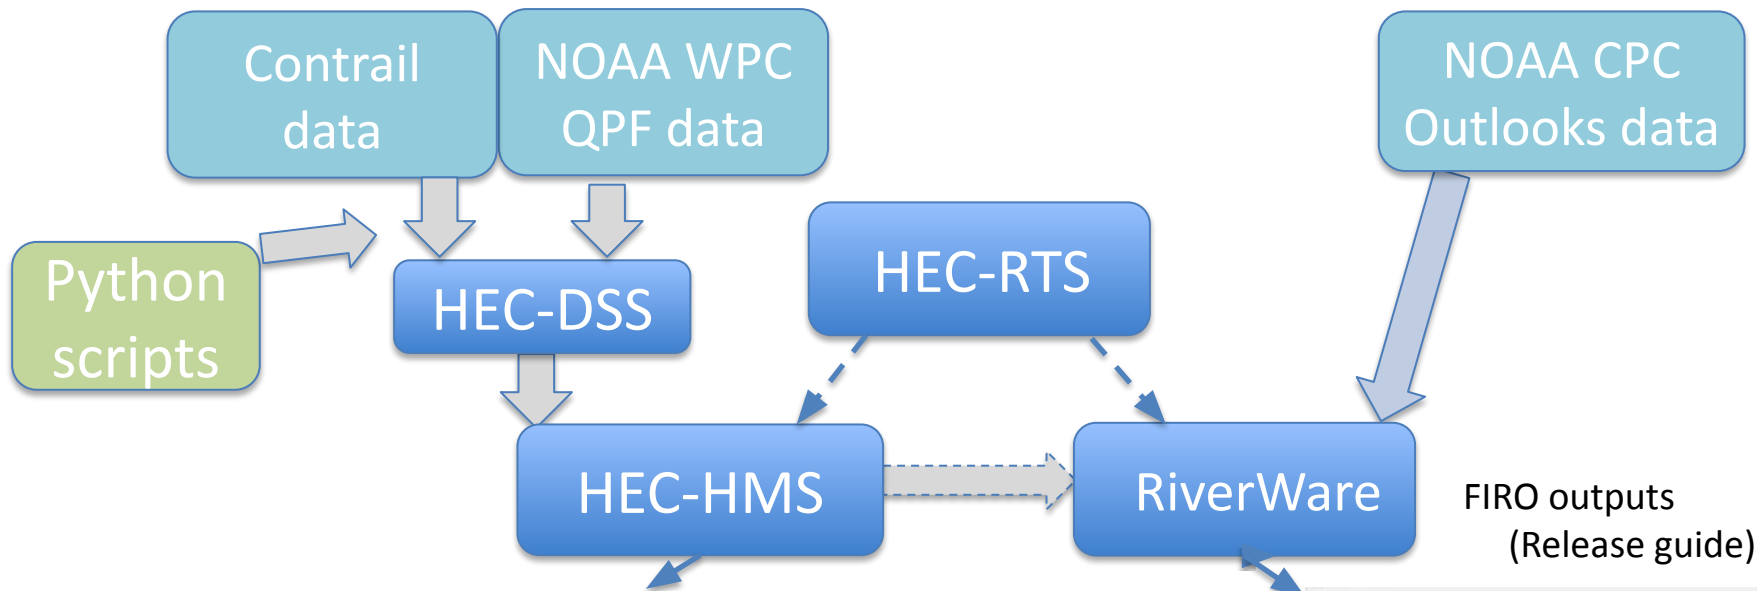 Contrail
data
NOAA WPC
QPF data
NOAA CPC
Outlooks data
Python
scripts
HEC-DSS
HEC-RTS
HEC-HMS
RiverWare
FIRO outputs
(Release guide)